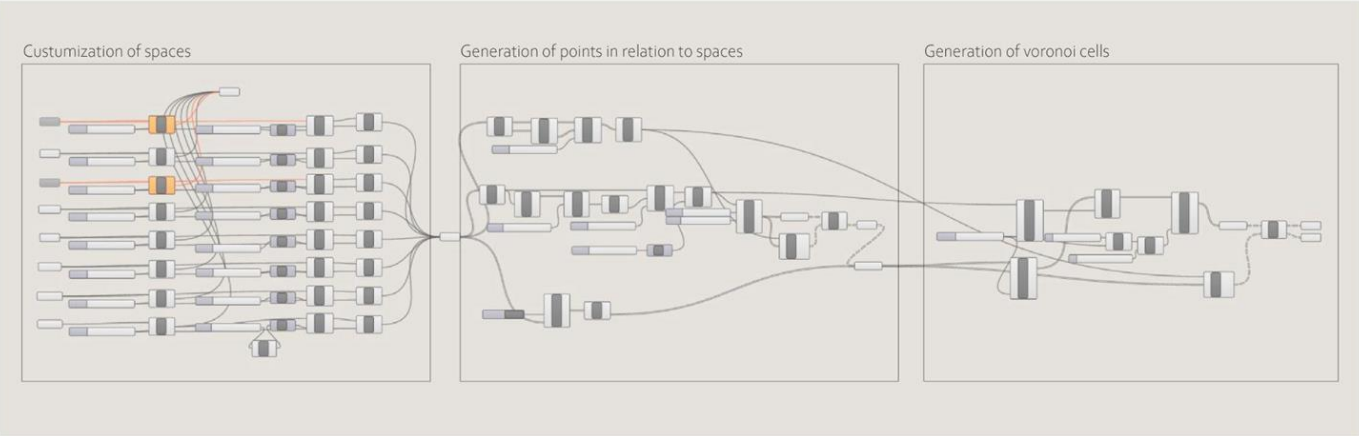 Custumization of spaces
Generation of points in relation to spaces
Generation of voronoi cells